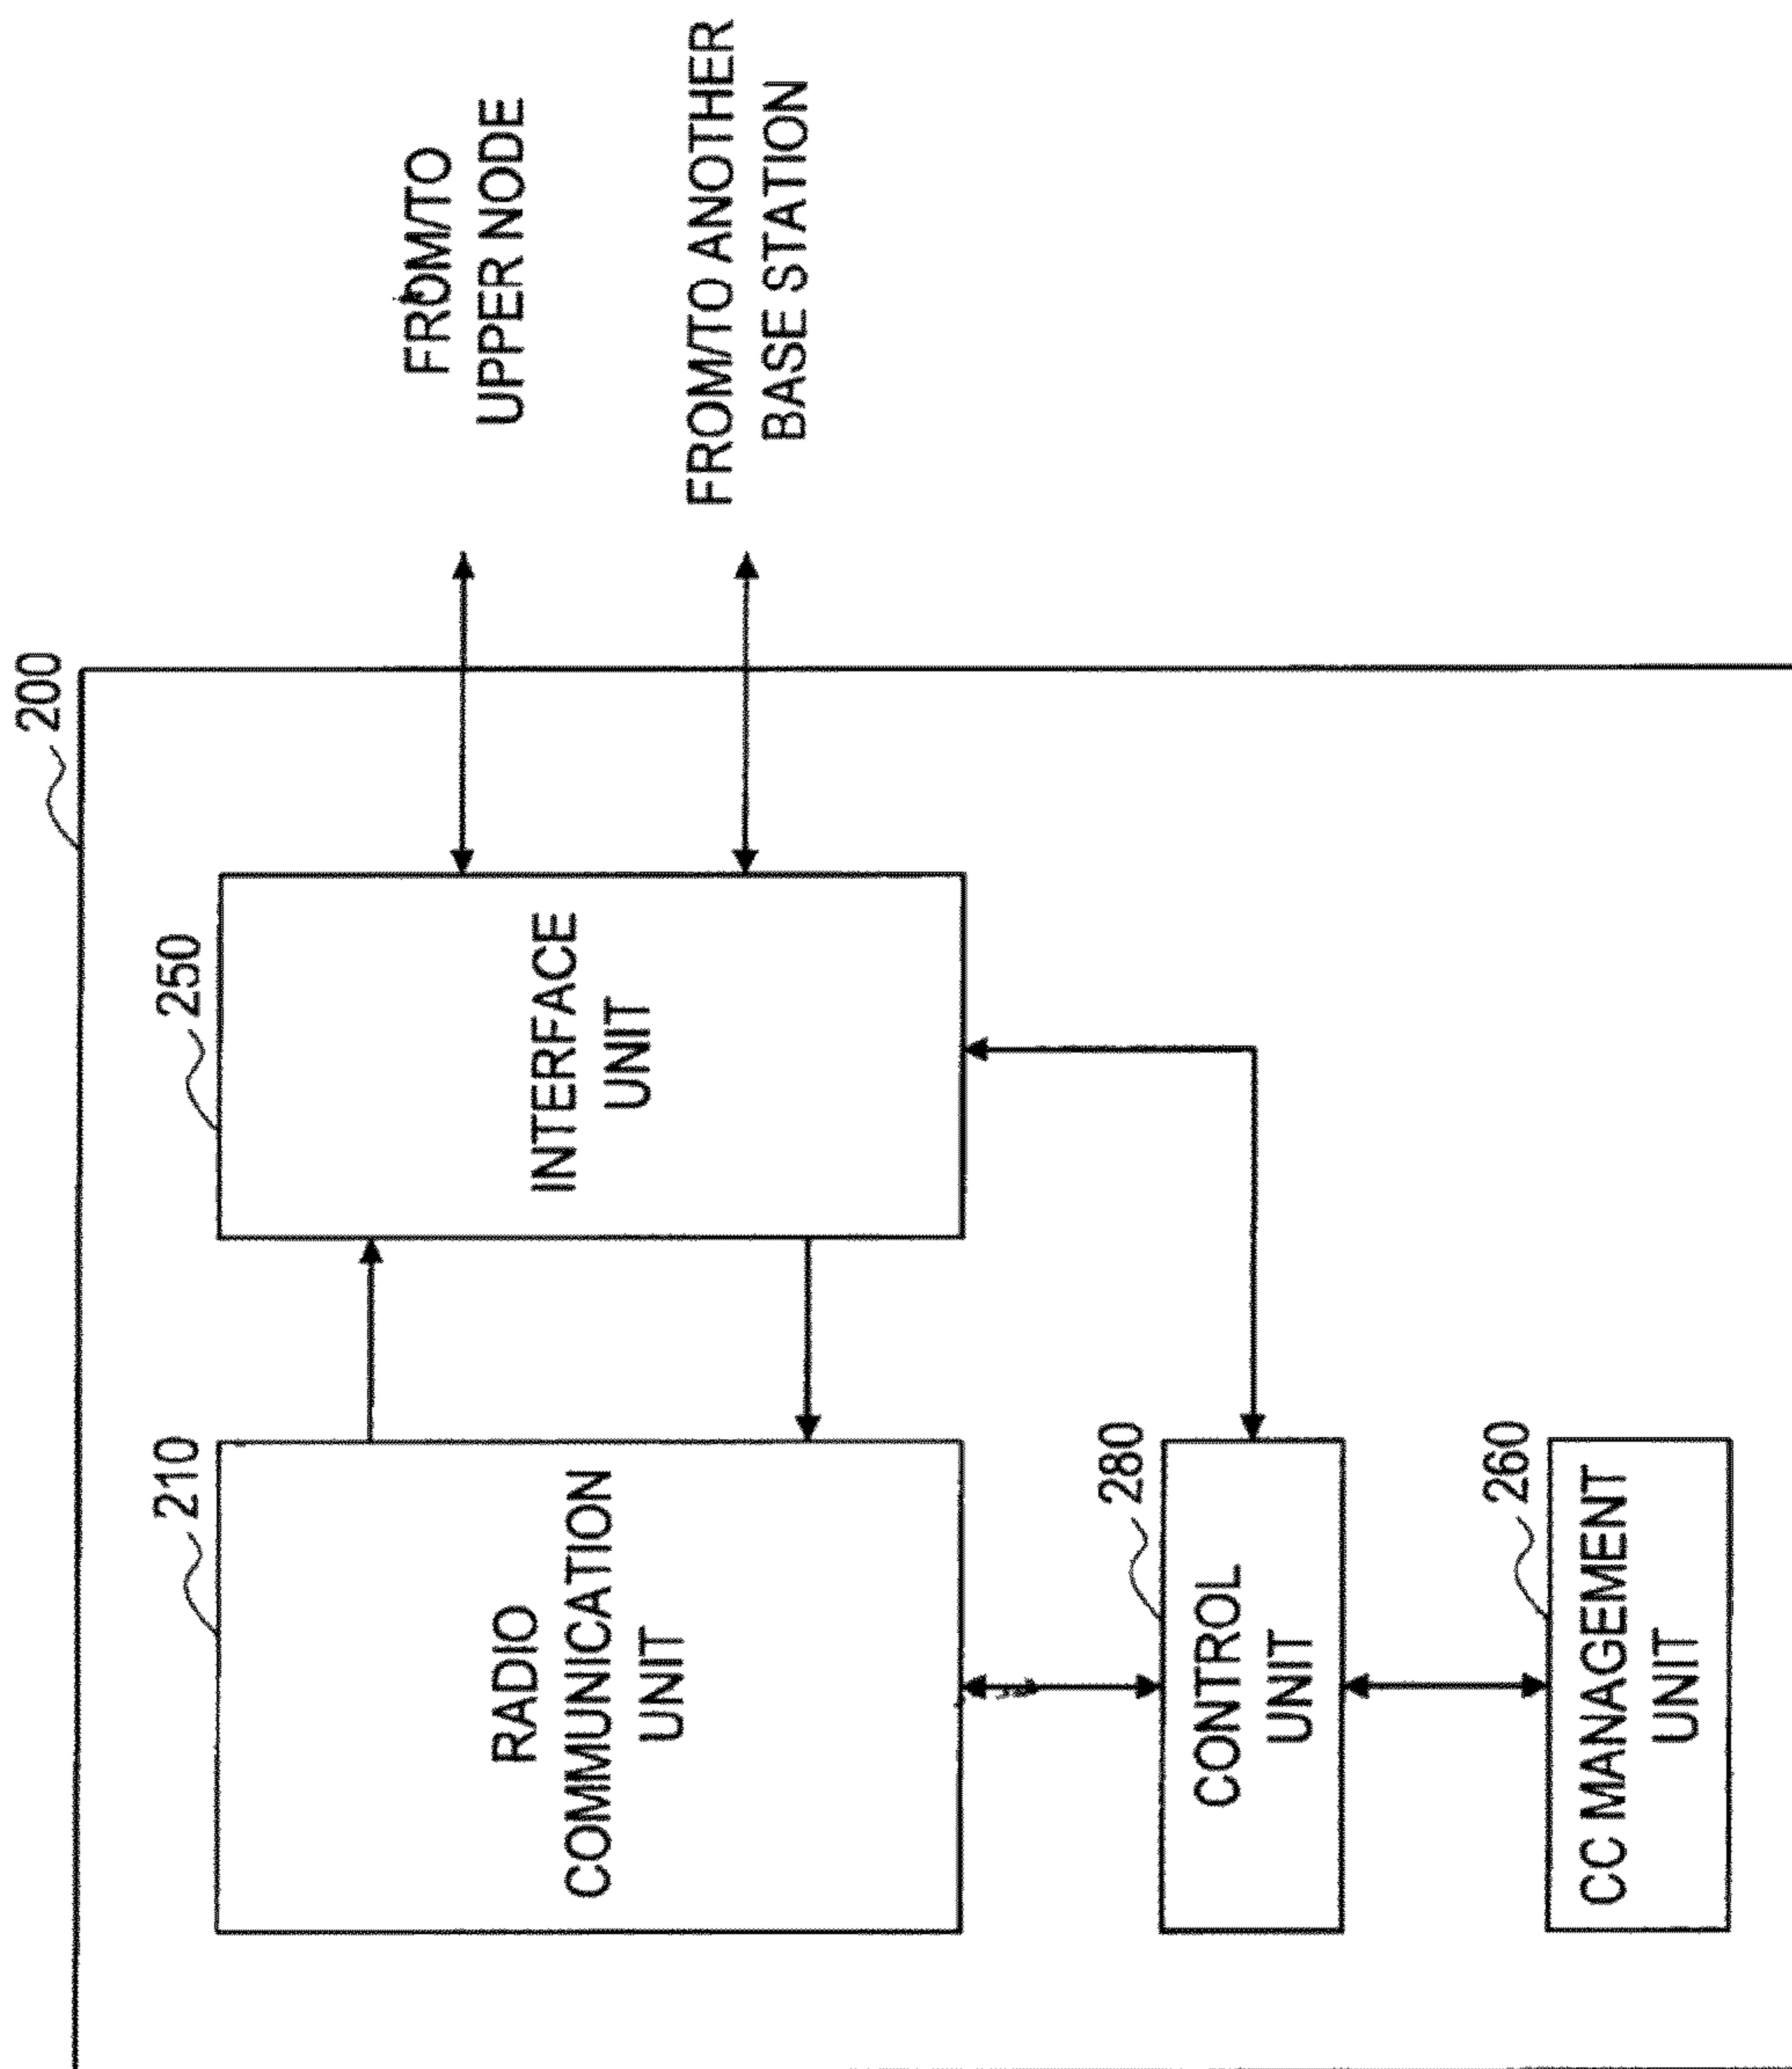 200
210
RADIO
COMMUNICATION
UNIT
250
INTERFACE
UNIT
FROM/TO
UPPER NODE
FROM/TO ANOTHER
BASE STATION
280
CONTROL
UNIT
260
CC MANAGEMENT
UNIT